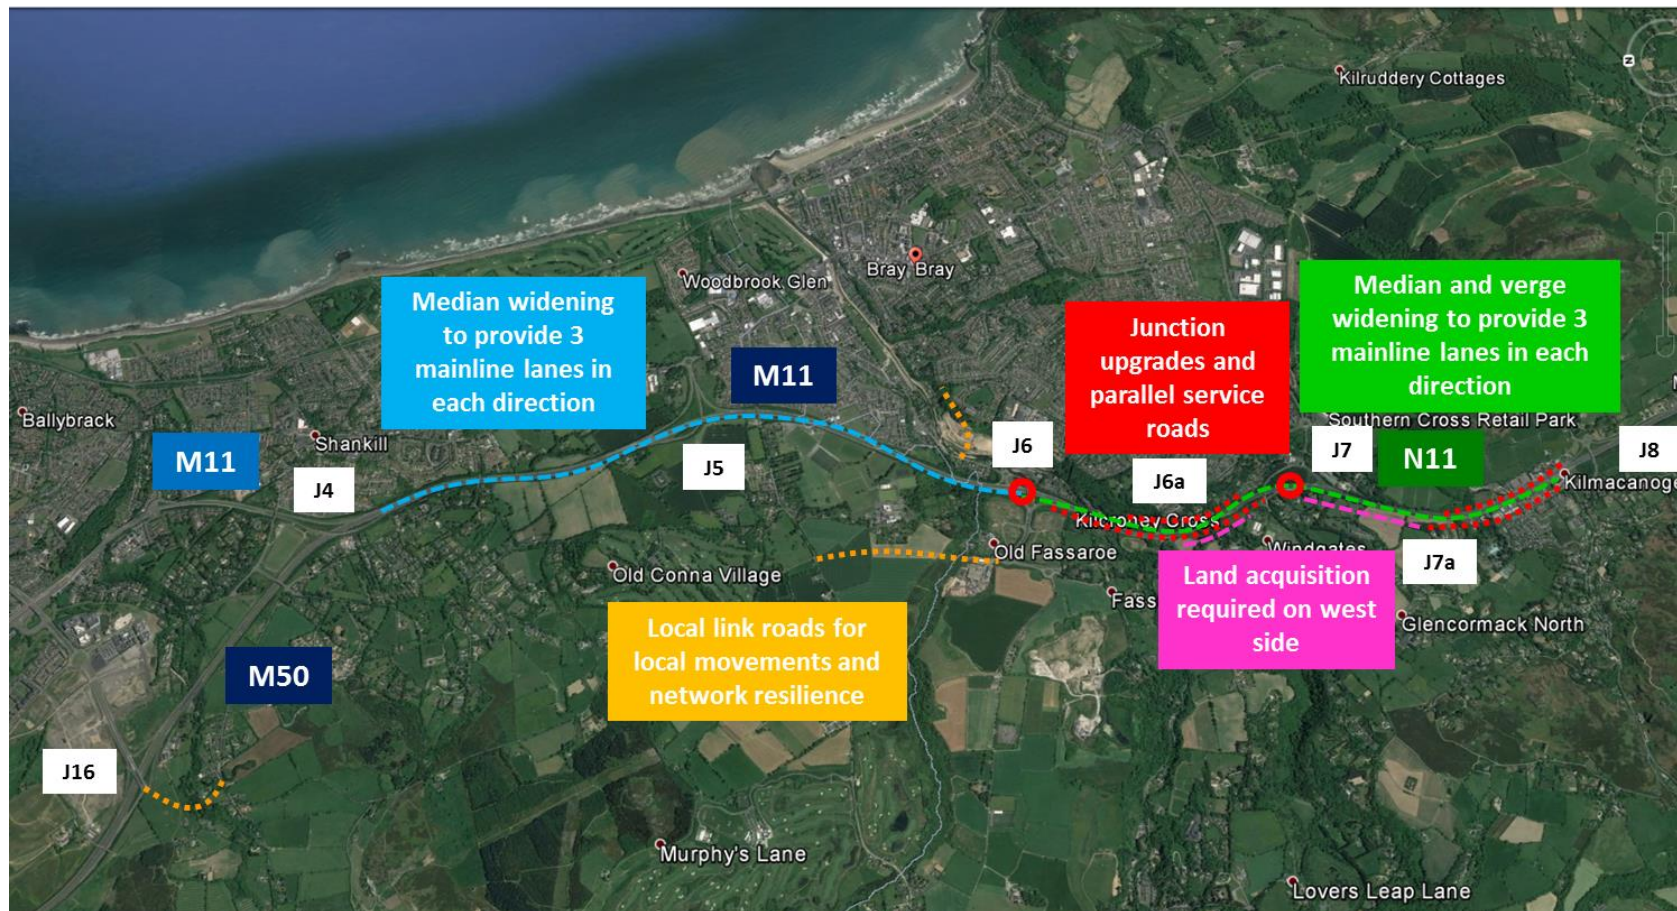 Kilruddery Cottages
Woodbrook Glen
Bray Bray
Median widening
to provide 3
mainline lanes in
each direction
M11
Junction
upgrades and
parallel service
roads
Median and verge
widening to provide 3
mainline lanes in each
direction
Southern Cross Retail Park
Ballybrack
Shankill
M11
J4
J5
J6
J6a
J7
N11
J8
Kilmacanoge
Kilcroney Cross
Old Fassaroe
Windgates
J7a
Old Conna Village
Fass
Land acquisition
required on west
side
Glencormack North
Local link roads for
local movements and
network resilience
M50
J16
Murphy's Lane
Lovers Leap Lane
N